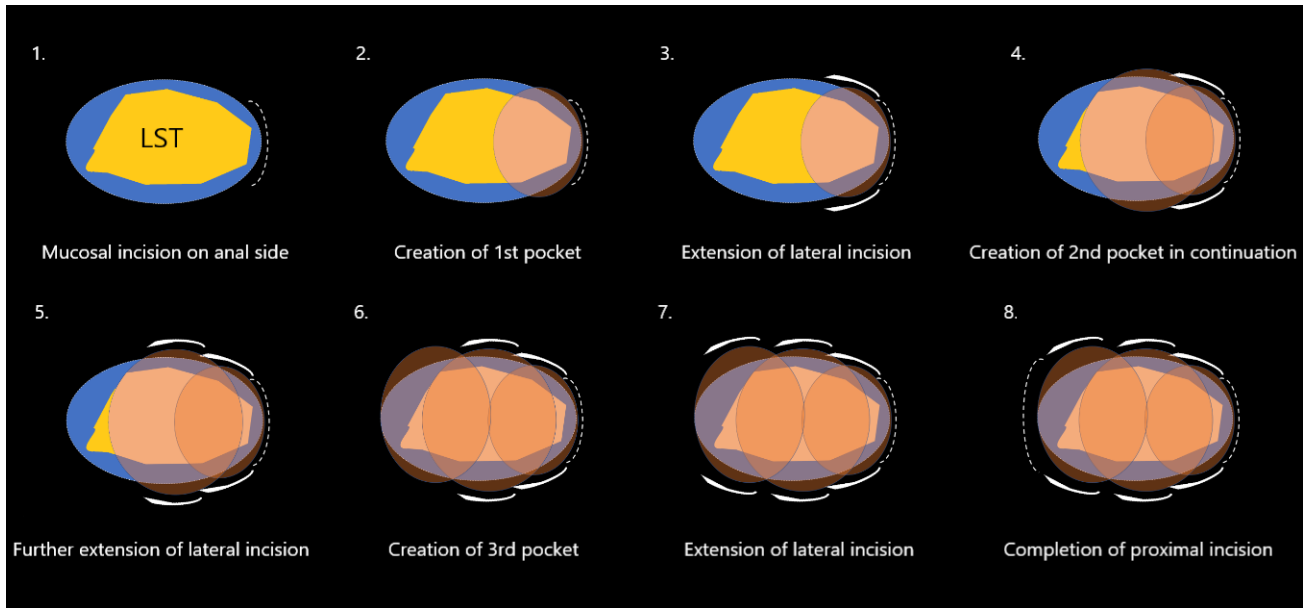 1.
2.
3.
4.
LST
Mucosal incision on anal side
Creation of 1st pocket
Extension of lateral incision
Creation of 2nd pocket in continuation
5.
6.
7.
8.
Further extension of lateral incision
Creation of 3rd pocket
Extension of lateral incision
Completion of proximal incision